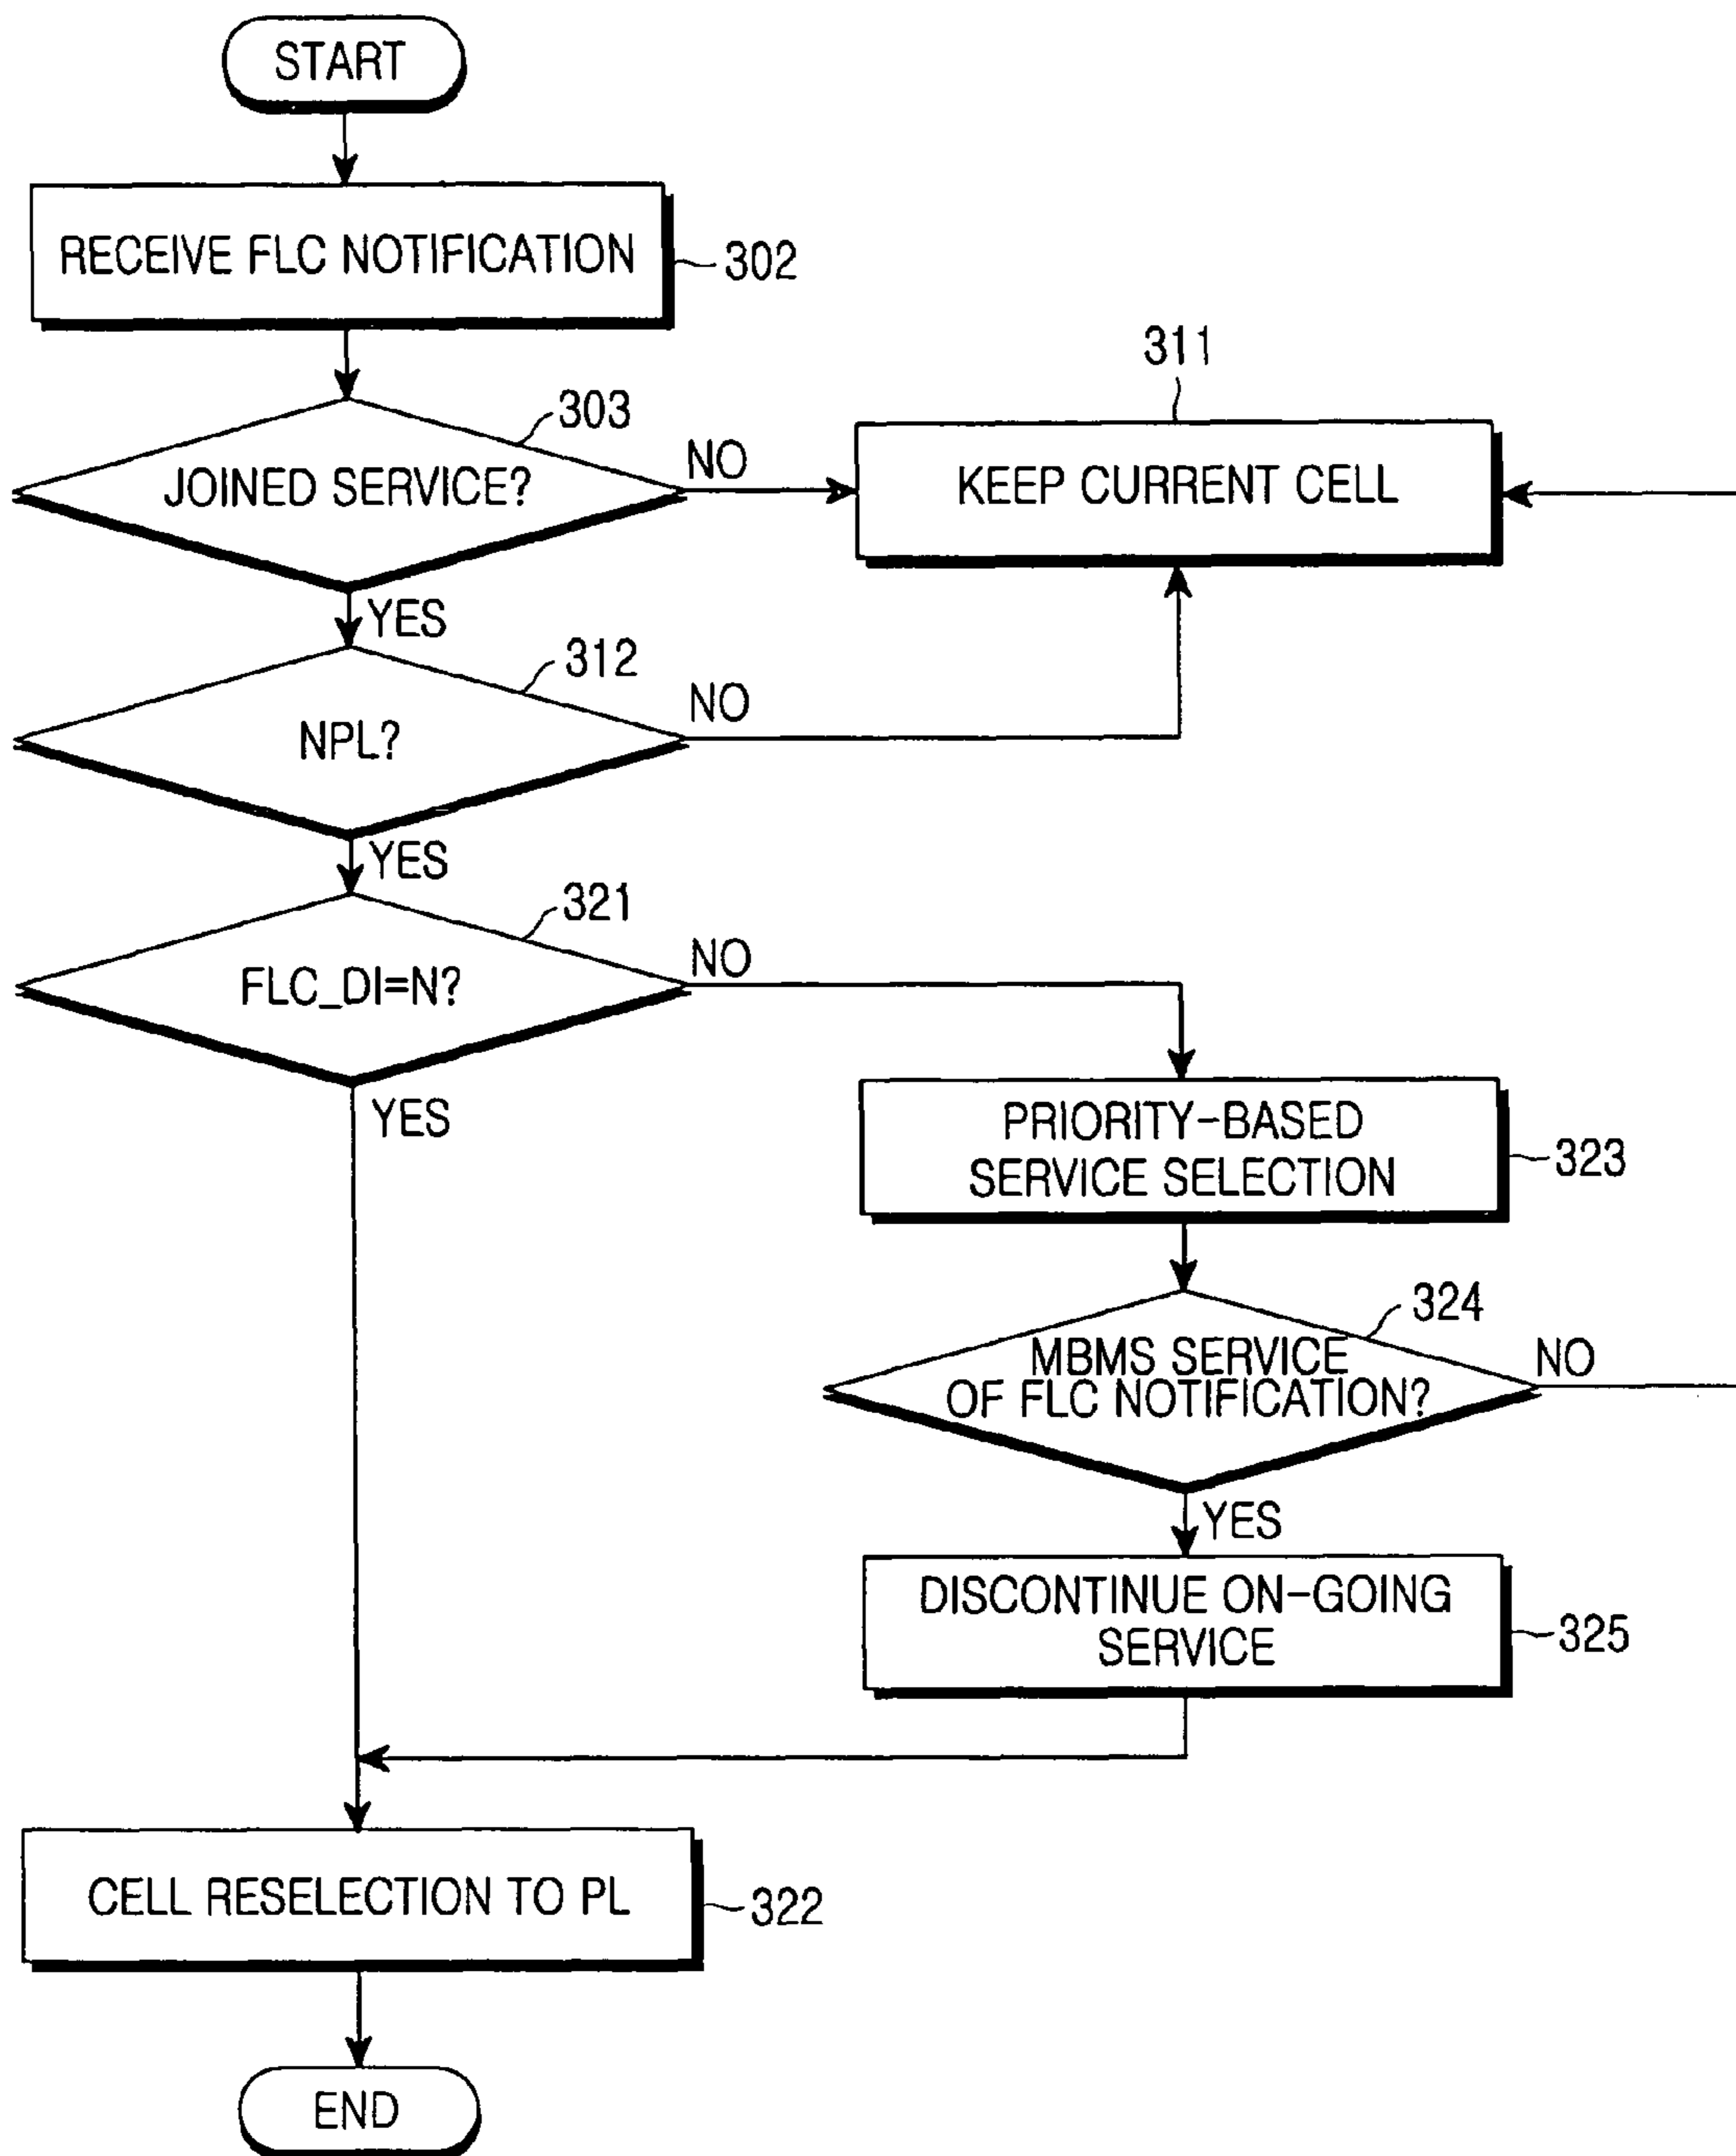 START
RECEIVE FLC NOTIFICATION
302
311
303
JOINED SERVICE?
NO
KEEP CURRENT CELL
YES
312
NPL?
NO
YES
321
FLC_DI=N?
NO
YES
PRIORITY-BASED
SERVICE SELECTION
323
324
MBMS SERVICE
OF FLC NOTIFICATION?
NO
YES
DISCONTINUE ON-GOING
SERVICE
325
CELL RESELECTION TO PL
322
END